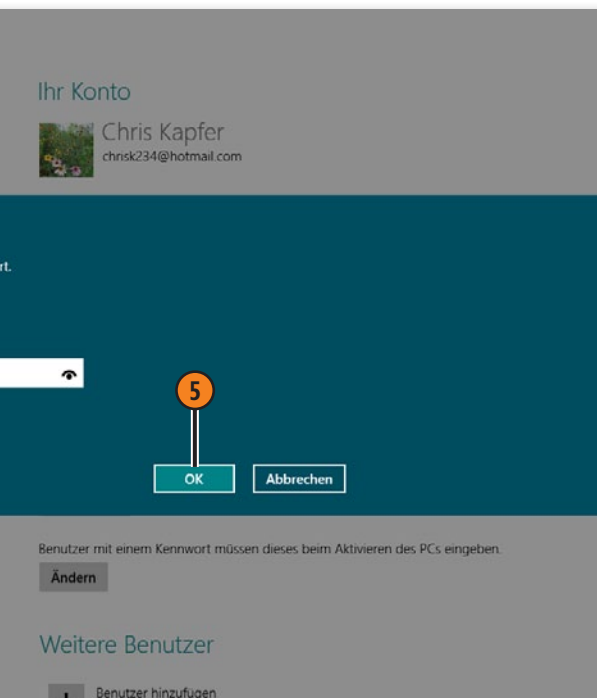 Ihr Konto
Chris Kapfer
chrisk234@hotmail.com
rt.
5
OK Abbrechen
Benutzer mit einem Kennwort müssen dieses beim Aktivieren des PCs eingeben.
Ändern
Weitere Benutzer
Benutzer hinzufügen